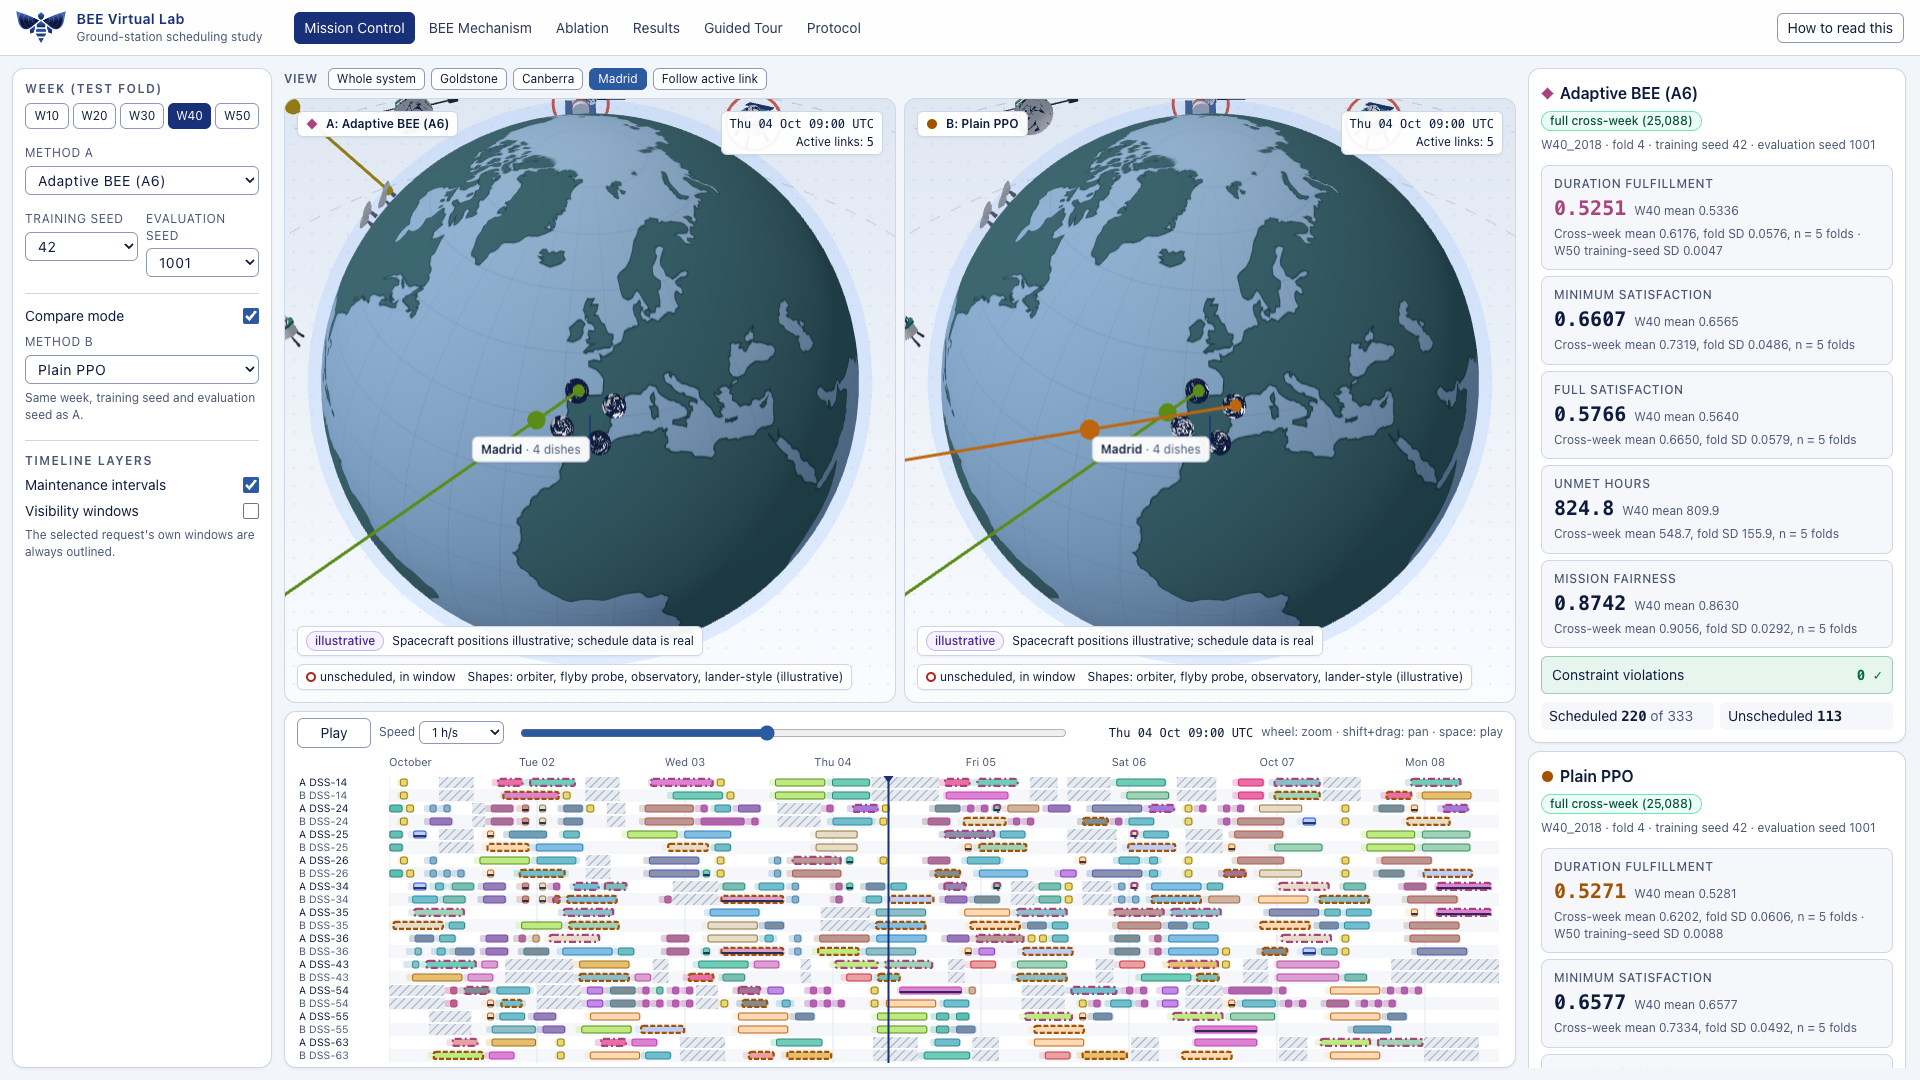 BEE Virtual Lab
Ground-station scheduling study
Mission Control
BEE Mechanism
Ablation
Results
Guided Tour
Protocol
How to read this
WEEK (TEST FOLD)
W10 W20 W30 W40 W50
METHOD A
Adaptive BEE (A6)
TRAINING SEED
42
EVALUATION
SEED
1001
Compare mode
METHOD B
Plain PPO
Same week, training seed and evaluation
seed as A.
TIMELINE LAYERS
Maintenance intervals
Visibility windows
The selected request's own windows are
always outlined.
VIEW Whole system Goldstone Canberra Madrid Follow active link
A: Adaptive BEE (A6)
Thu 04 Oct 09:00 UTC
Active links: 5
Madrid · 4 dishes
illustrative Spacecraft positions illustrative; schedule data is real
unscheduled, in window Shapes: orbiter, flyby probe, observatory, lander-style (illustrative)
B: Plain PPO
Thu 04 Oct 09:00 UTC
Active links: 5
Madrid · 4 dishes
illustrative Spacecraft positions illustrative; schedule data is real
unscheduled, in window Shapes: orbiter, flyby probe, observatory, lander-style (illustrative)
Play Speed 1 h/s Thu 04 Oct 09:00 UTC wheel: zoom · shift+drag: pan · space: play
October Tue 02 Wed 03 Thu 04 Fri 05 Sat 06 Oct 07 Mon 08
A DSS-14
B DSS-14
A DSS-24
B DSS-24
A DSS-25
B DSS-25
A DSS-26
B DSS-26
A DSS-34
B DSS-34
A DSS-35
B DSS-35
A DSS-36
B DSS-36
A DSS-43
B DSS-43
A DSS-54
B DSS-54
A DSS-55
B DSS-55
A DSS-63
B DSS-63
Adaptive BEE (A6)
full cross-week (25,088)
W40_2018 · fold 4 · training seed 42 · evaluation seed 1001
DURATION FULFILLMENT
0.5251 W40 mean 0.5336
Cross-week mean 0.6176, fold SD 0.0576, n = 5 folds ·
W50 training-seed SD 0.0047
MINIMUM SATISFACTION
0.6607 W40 mean 0.6565
Cross-week mean 0.7319, fold SD 0.0486, n = 5 folds
FULL SATISFACTION
0.5766 W40 mean 0.5640
Cross-week mean 0.6650, fold SD 0.0579, n = 5 folds
UNMET HOURS
824.8 W40 mean 809.9
Cross-week mean 548.7, fold SD 155.9, n = 5 folds
MISSION FAIRNESS
0.8742 W40 mean 0.8630
Cross-week mean 0.9056, fold SD 0.0292, n = 5 folds
Constraint violations 0 ✓
Scheduled 220 of 333 Unscheduled 113
Plain PPO
full cross-week (25,088)
W40_2018 · fold 4 · training seed 42 · evaluation seed 1001
DURATION FULFILLMENT
0.5271 W40 mean 0.5281
Cross-week mean 0.6202, fold SD 0.0606, n = 5 folds ·
W50 training-seed SD 0.0088
MINIMUM SATISFACTION
0.6577 W40 mean 0.6577
Cross-week mean 0.7334, fold SD 0.0492, n = 5 folds